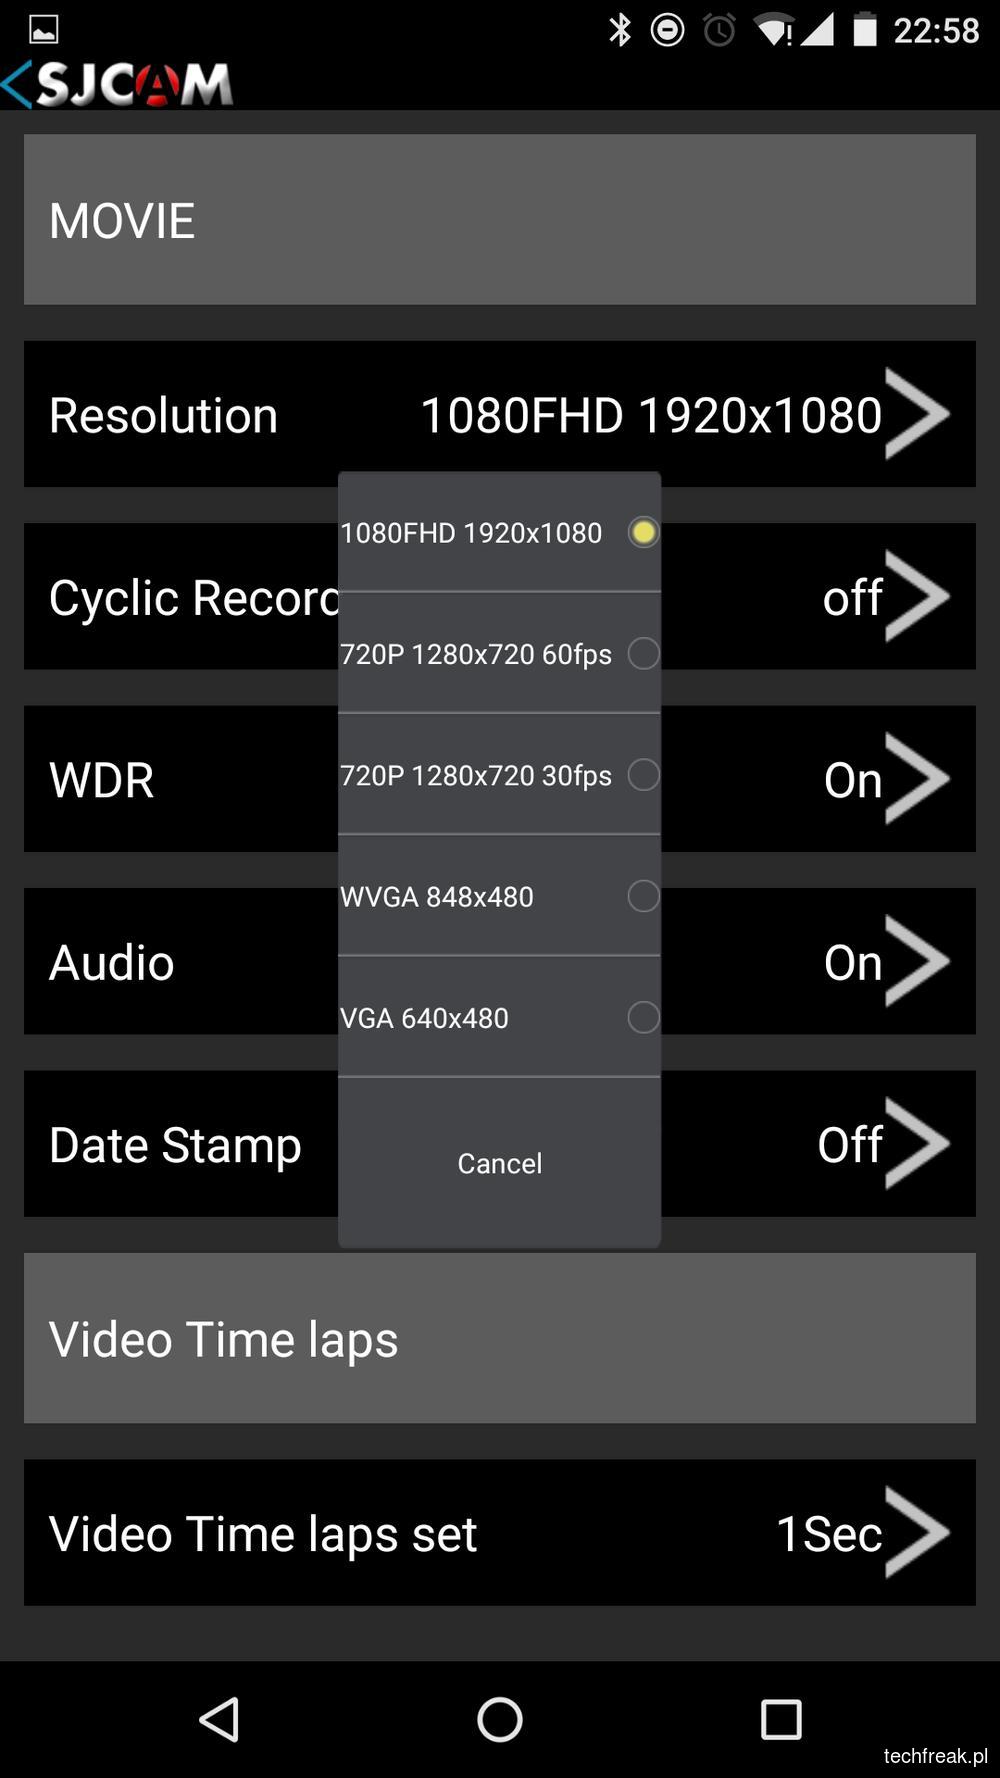 22:58
SJCAM
MOVIE
Resolution 1080FHD 1920x1080
1080FHD 1920x1080
Cyclic Record off
720P 1280x720 60fps
720P 1280x720 30fps
WDR On
WVGA 848x480
Audio On
VGA 640x480
Date Stamp Off
Cancel
Video Time laps
Video Time laps set 1Sec
techfreak.pl